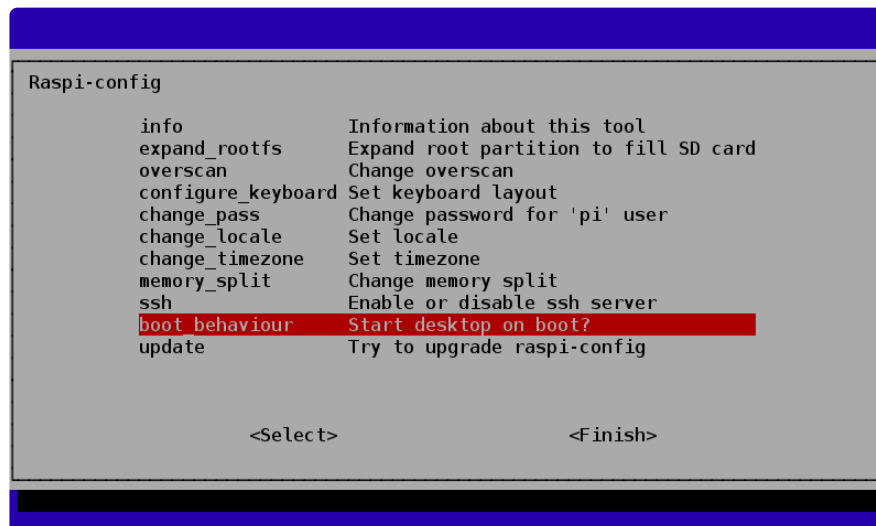 Raspi-config
info Information about this tool
expand_rootfs Expand root partition to fill SD card
overscan Change overscan
configure_keyboard Set keyboard layout
change_pass Change password for 'pi' user
change_locale Set locale
change_timezone Set timezone
memory_split Change memory split
ssh Enable or disable ssh server
boot_behaviour Start desktop on boot?
update Try to upgrade raspi-config
<Select> <Finish>